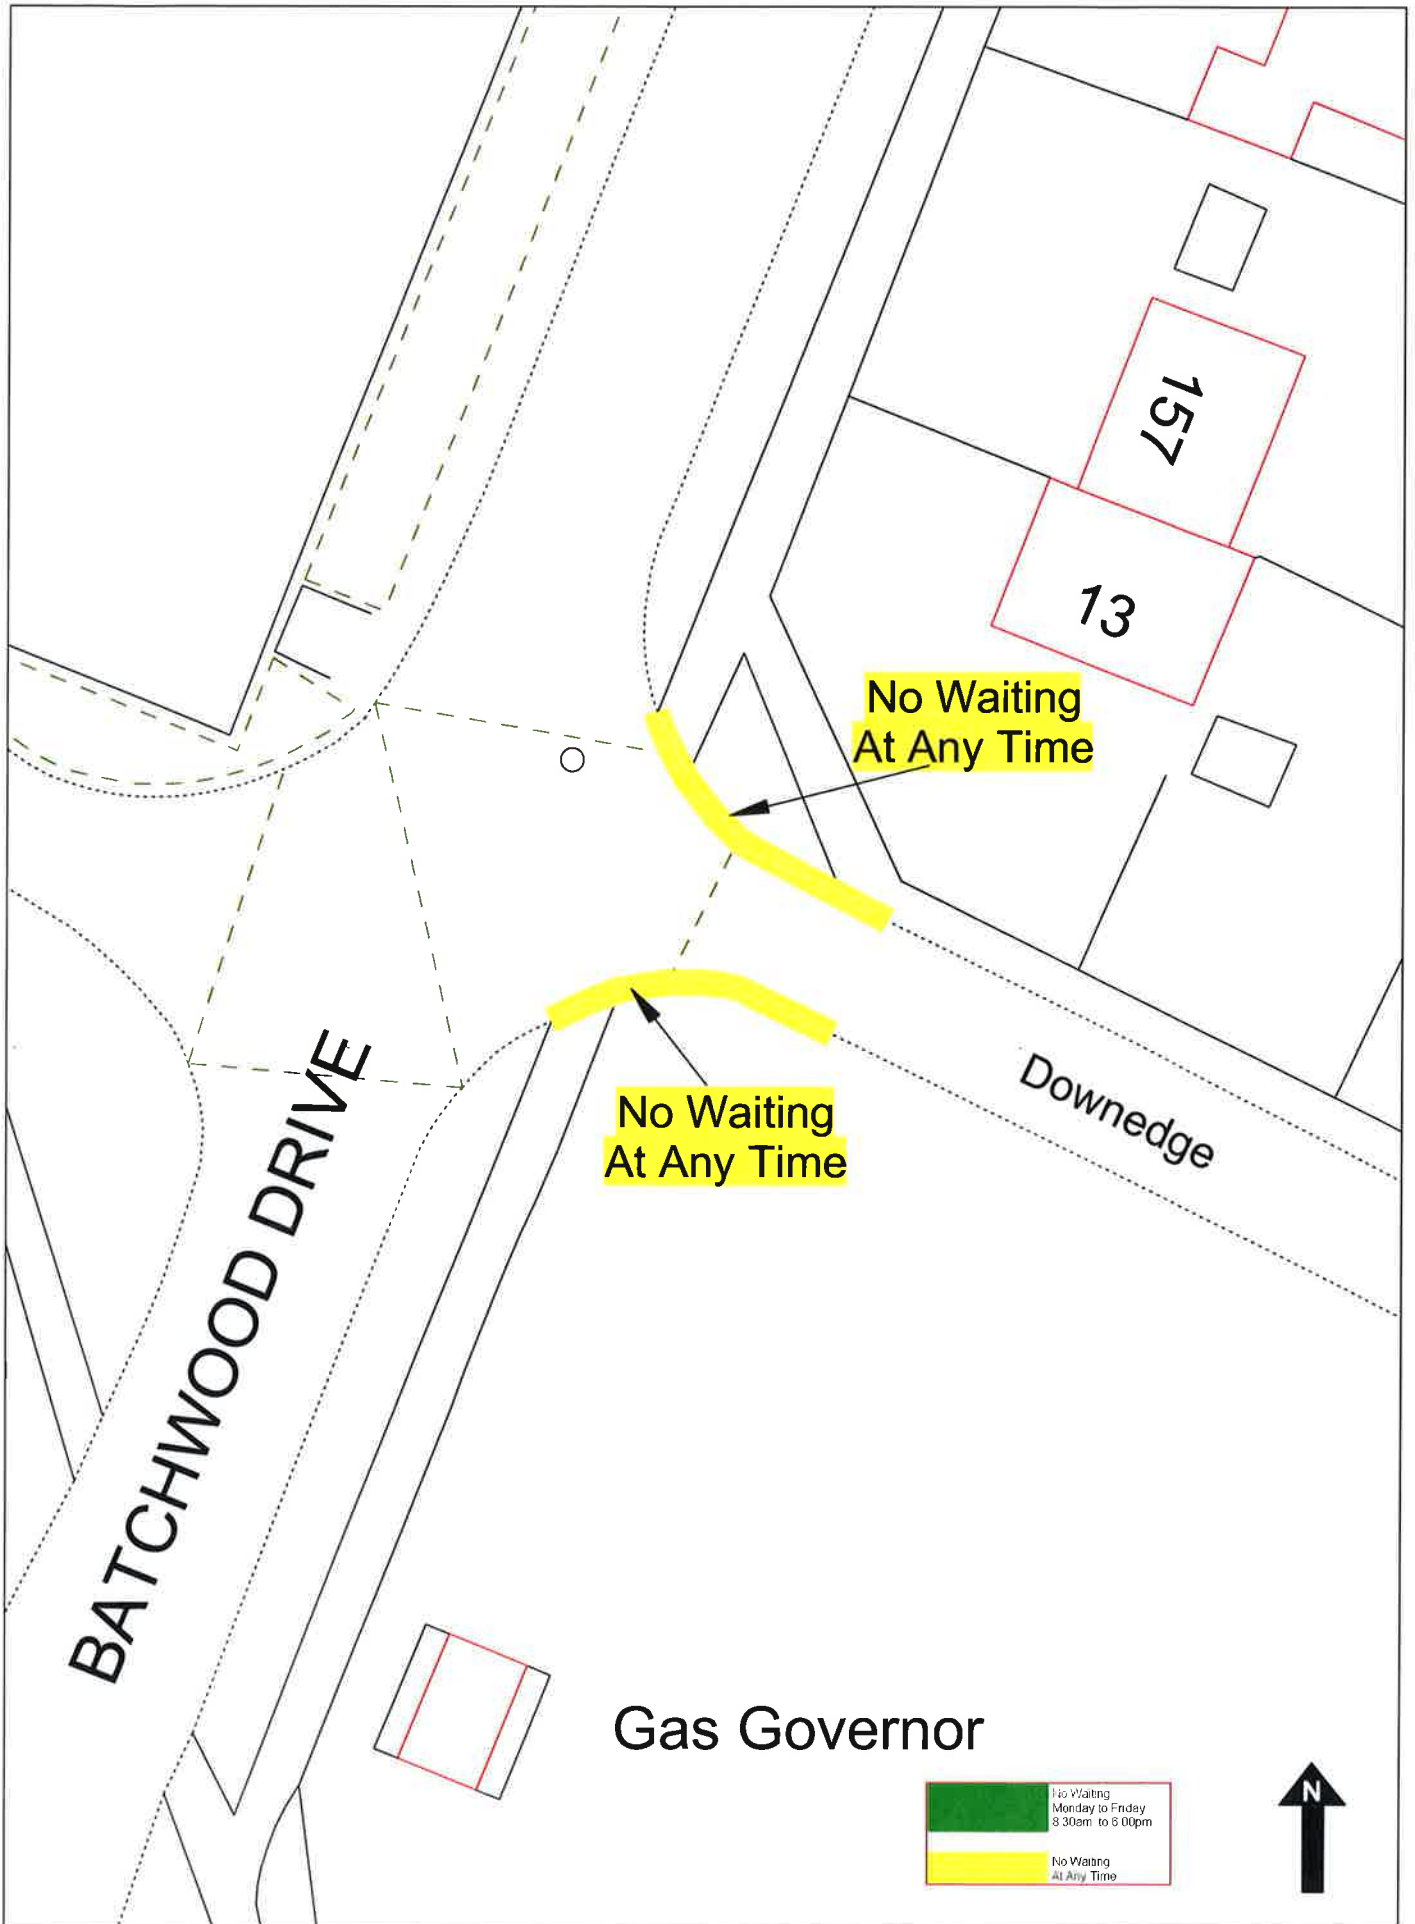 157
13
No Waiting
At Any Time
Downedge
No Waiting
At Any Time
BATCHWOOD DRIVE
Gas Governor
No Waiting
Monday to Friday
8.30am to 6.00pm
No Waiting
At Any Time
N